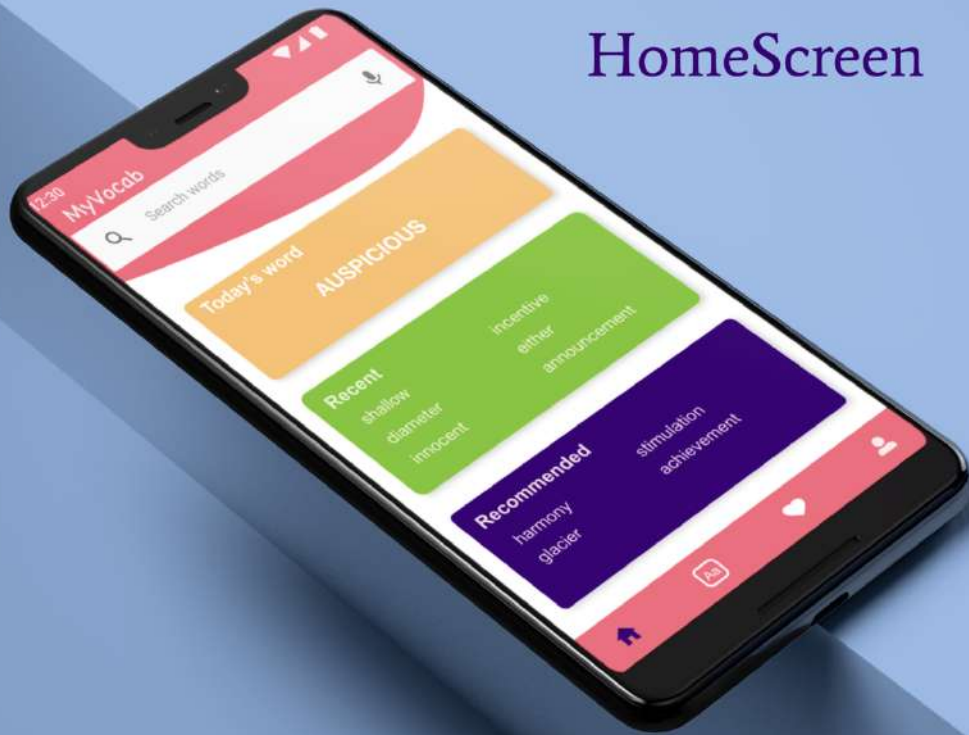 HomeScreen
12:30
MyVocab
Search words
Today's word
AUSPICIOUS
Recent
shallow incentive
diameter either
innocent announcement
Recommended
harmony stimulation
glacier achievement
Aa